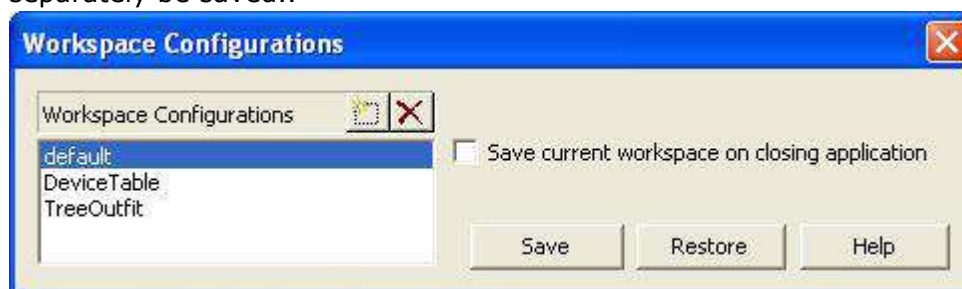 separately be saved..
Workspace Configurations
Workspace Configurations
default
DeviceTable
TreeOutfit
Save current workspace on closing application
Save
Restore
Help